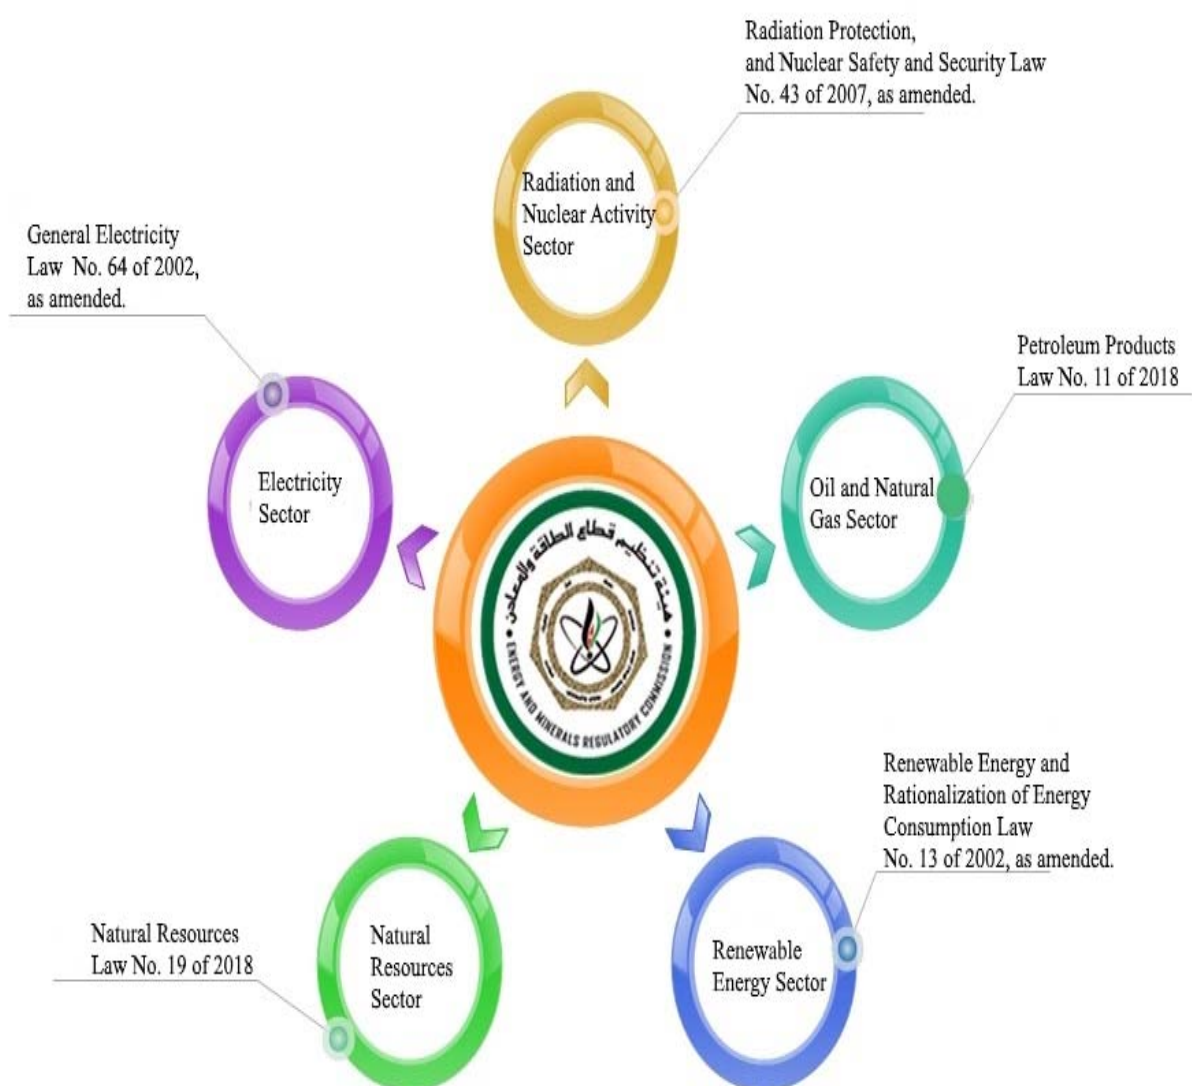 Radiation Protection,
and Nuclear Safety and Security Law
No. 43 of 2007, as amended.
Radiation and
Nuclear Activity
Sector
General Electricity
Law No. 64 of 2002,
as amended.
Petroleum Products
Law No. 11 of 2018
Electricity
Sector
Oil and Natural
Gas Sector
هيئة تنظيم قطاع الطاقة والمعادن
ENERGY AND MINERALS REGULATORY COMMISSION
Renewable Energy and
Rationalization of Energy
Consumption Law
No. 13 of 2002, as amended.
Natural Resources
Law No. 19 of 2018
Natural
Resources
Sector
Renewable
Energy Sector